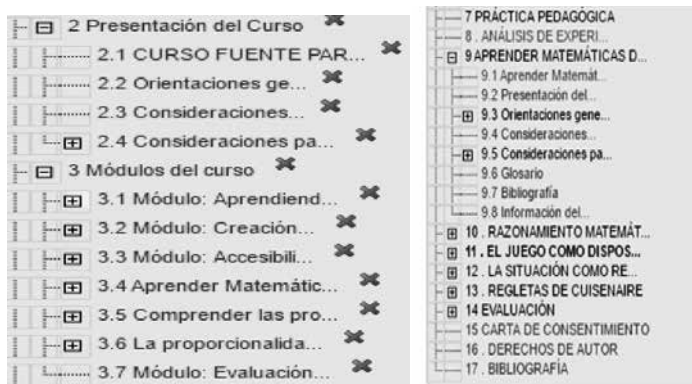 2 Presentación del Curso
2.1 CURSO FUENTE PAR...
2.2 Orientaciones ge...
2.3 Consideraciones...
2.4 Consideraciones pa...
3 Módulos del curso
3.1 Módulo: Aprendiend...
3.2 Módulo: Creación...
3.3 Módulo: Accesibili...
3.4 Aprender Matemátic...
3.5 Comprender las pro...
3.6 La proporcionalida...
3.7 Módulo: Evaluación...
7 PRÁCTICA PEDAGÓGICA
8 . ANÁLISIS DE EXPERI...
9 APRENDER MATEMÁTICAS D...
9.1 Aprender Matemát...
9.2 Presentación del...
9.3 Orientaciones gene...
9.4 Consideraciones...
9.5 Consideraciones pa...
9.6 Glosario
9.7 Bibliografía
9.8 Información del...
10 . RAZONAMIENTO MATEMÁT...
11 . EL JUEGO COMO DISPOS...
12 . LA SITUACIÓN COMO RE...
13 . REGLETAS DE CUISENAIRE
14 EVALUACIÓN
15 CARTA DE CONSENTIMIENTO
16 . DERECHOS DE AUTOR
17 . BIBLIOGRAFÍA